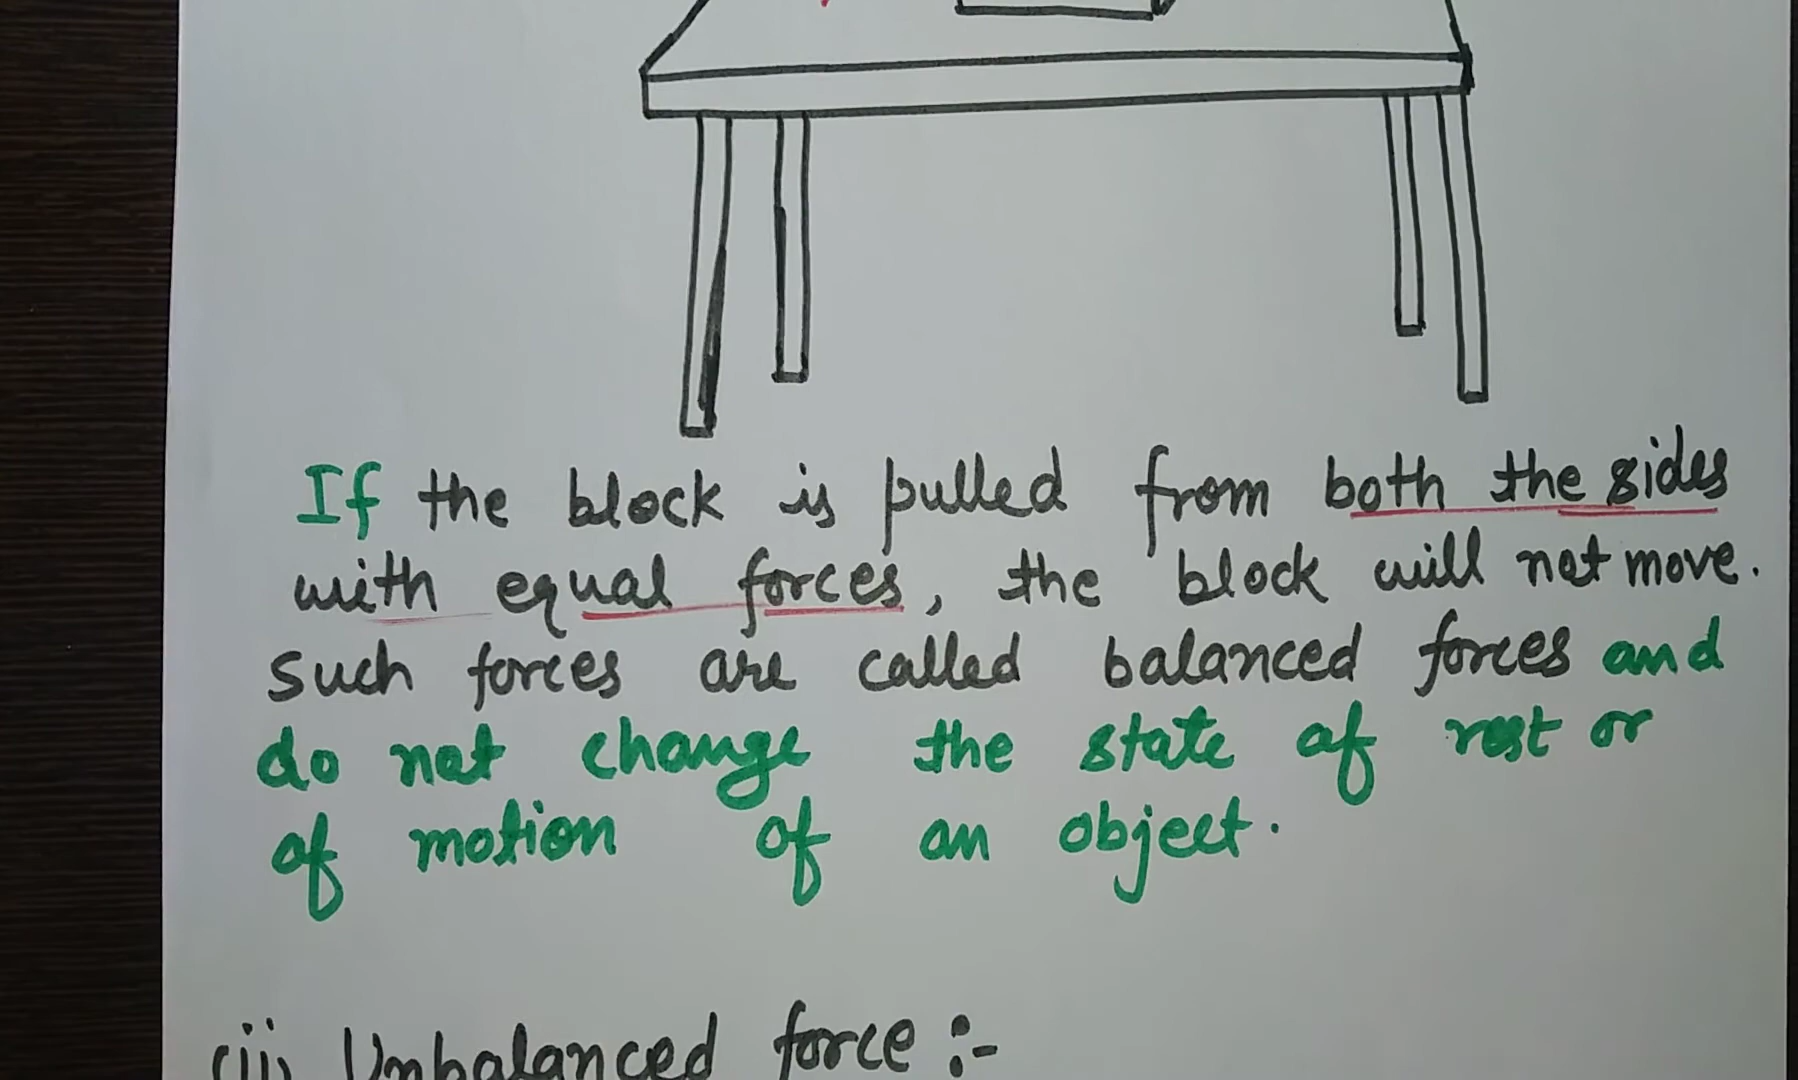 If the block is pulled from both the sides
with equal forces, the block will not move.
Such forces are called balanced forces and
do not change the state of rest or
of motion of an object.
(ii) Unbalanced force :-